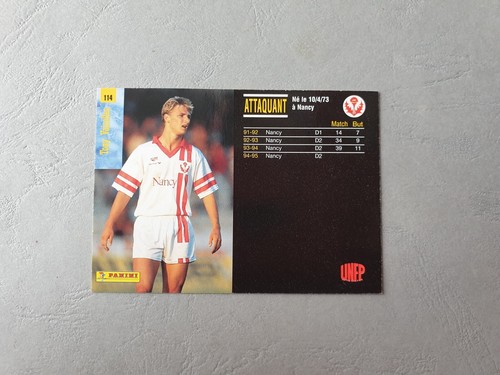 114
Nancy
PANINI
ATTAQUANT
Né le 10/4/73
à Nancy
Match But
91-92 Nancy D1 14 7
92-93 Nancy D2 34 9
93-94 Nancy D2 39 11
94-95 Nancy D2
UNFP